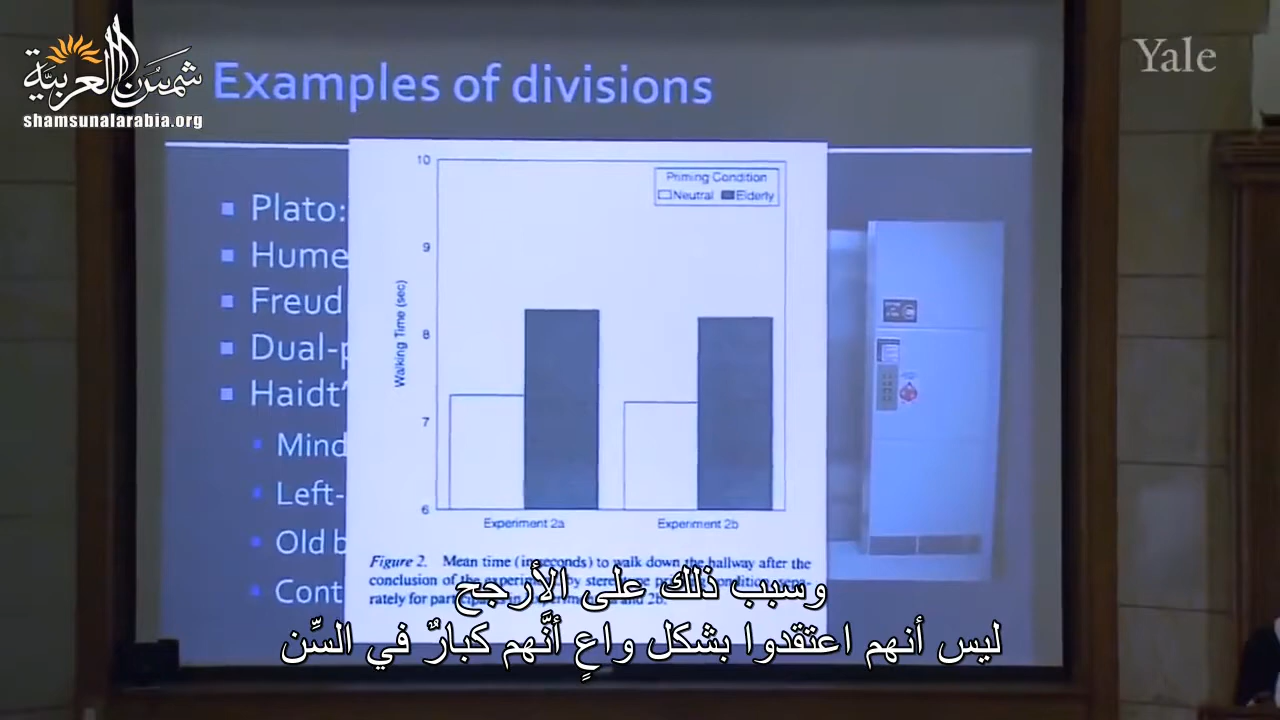 شمس العربية
shamsunalarabia.org
Yale
Examples of divisions
Plato:
Hume
Freud
Dual-p
Haidt'
Mind
Left-
Old b
Cont
10
9
8
7
6
Walking Time (sec)
Priming Condition
Neutral Elderly
Experiment 2a Experiment 2b
Figure 2. Mean time (in seconds) to walk down the hallway after the
conclusion of the experiment by stereotype priming condition, sepa-
rately for participants in Experiment 2a and 2b.
وسبب ذلك على الأرجح
ليس أنهم اعتقدوا بشكل واعٍ أنَّهم كبارٌ في السِّن